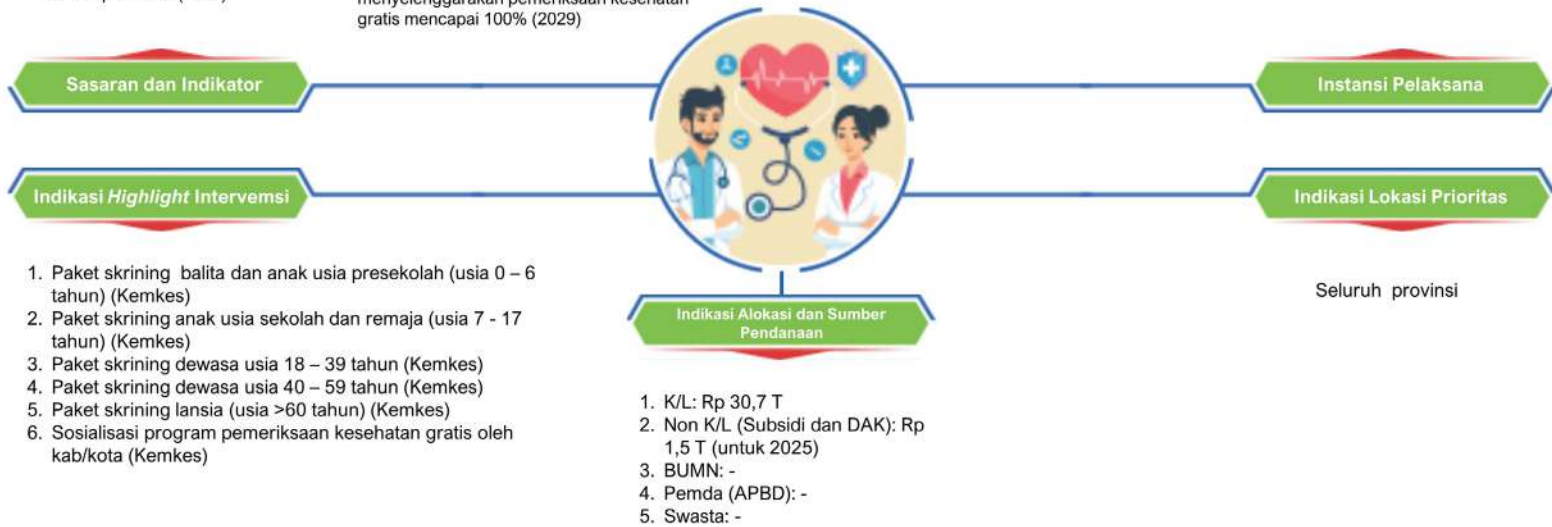 menyelenggarakan pemeriksaan kesehatan
gratis mencapai 100% (2029)
Sasaran dan Indikator
Instansi Pelaksana
Indikasi Highlight Intervemsi
Indikasi Lokasi Prioritas
1. Paket skrining balita dan anak usia presekolah (usia 0 – 6
tahun) (Kemkes)
2. Paket skrining anak usia sekolah dan remaja (usia 7 - 17
tahun) (Kemkes)
3. Paket skrining dewasa usia 18 – 39 tahun (Kemkes)
4. Paket skrining dewasa usia 40 – 59 tahun (Kemkes)
5. Paket skrining lansia (usia >60 tahun) (Kemkes)
6. Sosialisasi program pemeriksaan kesehatan gratis oleh
kab/kota (Kemkes)
Seluruh provinsi
Indikasi Alokasi dan Sumber
Pendanaan
1. K/L: Rp 30,7 T
2. Non K/L (Subsidi dan DAK): Rp
1,5 T (untuk 2025)
3. BUMN: -
4. Pemda (APBD): -
5. Swasta: -